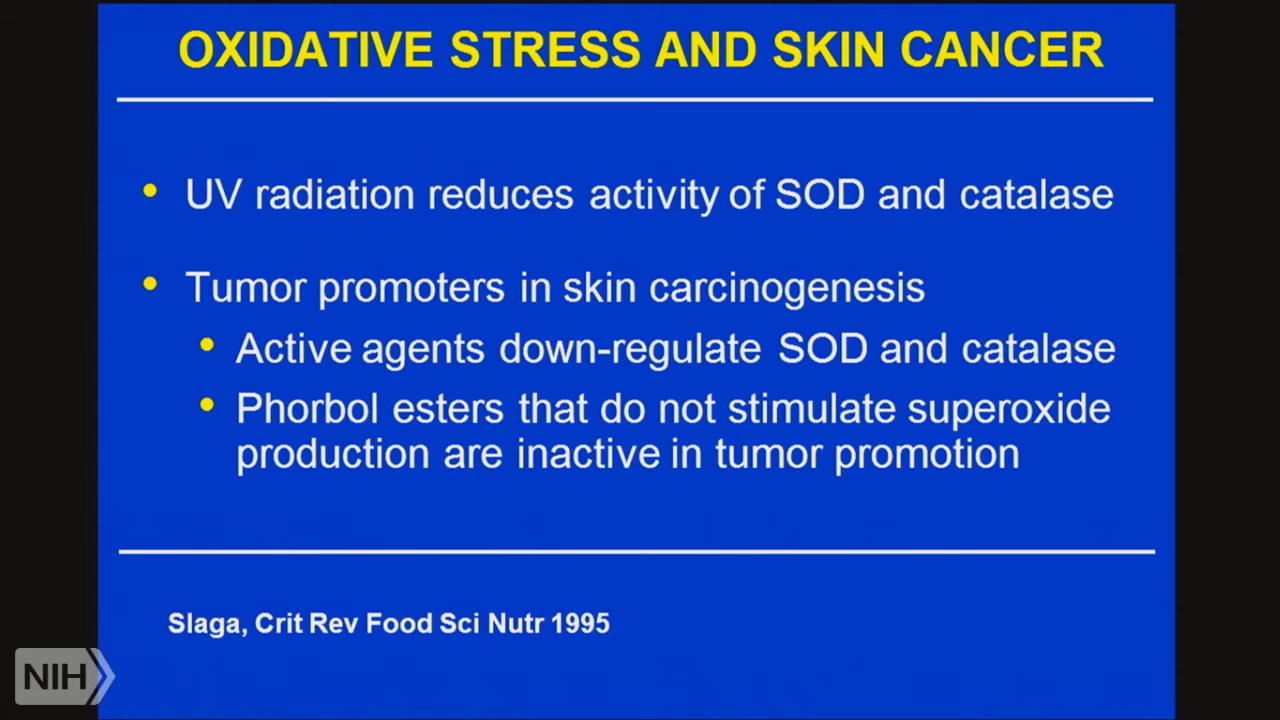 OXIDATIVE STRESS AND SKIN CANCER
• UV radiation reduces activity of SOD and catalase
• Tumor promoters in skin carcinogenesis
• Active agents down-regulate SOD and catalase
• Phorbol esters that do not stimulate superoxide
production are inactive in tumor promotion
Slaga, Crit Rev Food Sci Nutr 1995
NIH